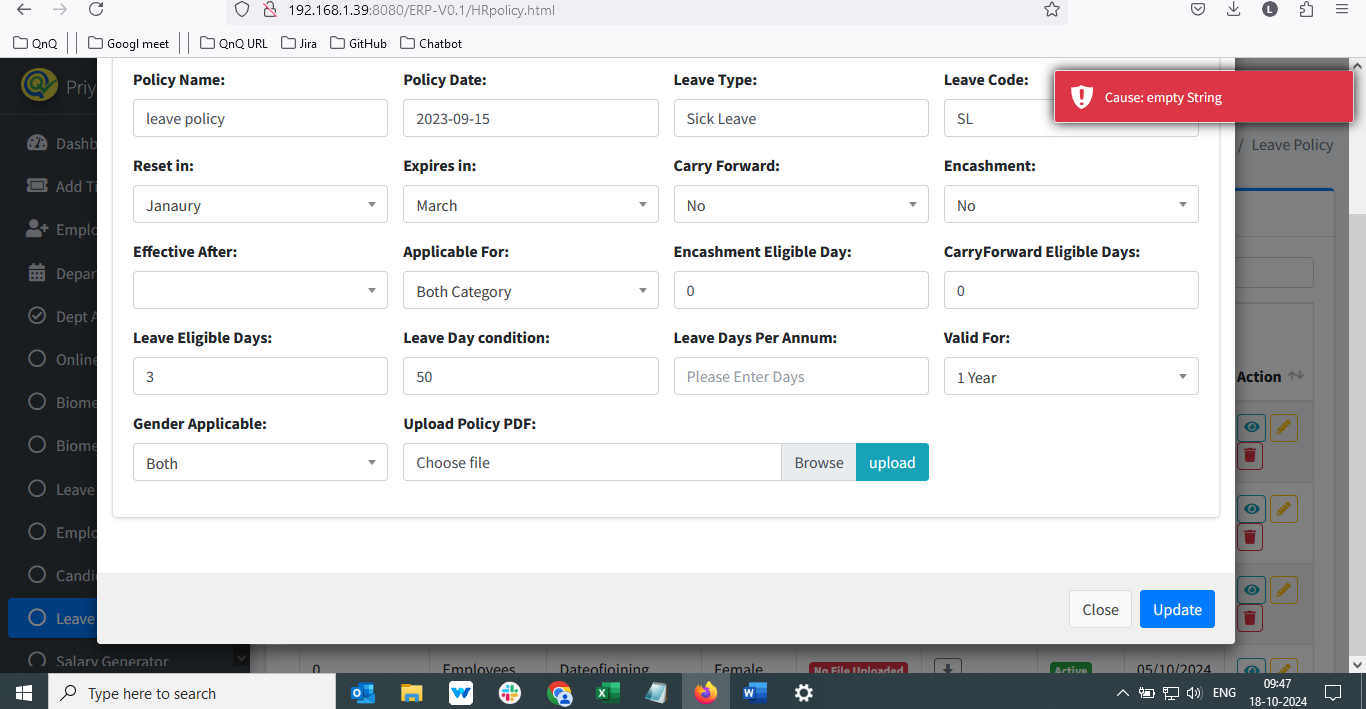 192.168.1.39:8080/ERP-V0.1/HRpolicy.html
L
QnQ Googl meet QnQ URL Jira GitHub Chatbot
Policy Name: Policy Date: Leave Type: Leave Code:
Priy
Cause: empty String
leave policy 2023-09-15 Sick Leave SL
Dashb
/ Leave Policy
Reset in: Expires in: Carry Forward: Encashment:
Add Ti
Janaury March No No
Emplo
Effective After: Applicable For: Encashment Eligible Day: CarryForward Eligible Days:
Depar
Both Category 0 0
Dept A
Leave Eligible Days: Leave Day condition: Leave Days Per Annum: Valid For:
Online
3 50 Please Enter Days 1 Year
Action
Biome
Gender Applicable: Upload Policy PDF:
Biome
Both Choose file Browse upload
Leave
Emplo
Candi
Leave
Close Update
Salary Generator
0 Employees Dateofjoining Female No File Uploaded Active 05/10/2024
Type here to search
ENG
09:47
18-10-2024